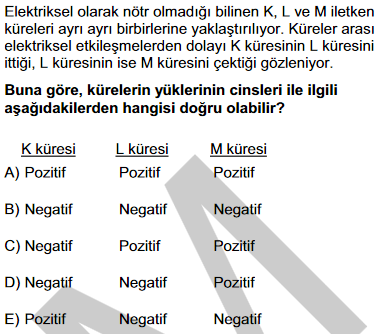 Elektriksel olarak nötr olmadığı bilinen K, L ve M iletken
küreleri ayrı ayrı birbirlerine yaklaştırılıyor. Küreler arası
elektriksel etkileşmelerden dolayı K küresinin L küresini
ittiği, L küresinin ise M küresini çektiği gözleniyor.
Buna göre, kürelerin yüklerinin cinsleri ile ilgili
aşağıdakilerden hangisi doğru olabilir?
K küresi L küresi M küresi
A) Pozitif Pozitif Pozitif
B) Negatif Negatif Negatif
C) Negatif Pozitif Pozitif
D) Negatif Negatif Pozitif
E) Pozitif Negatif Negatif